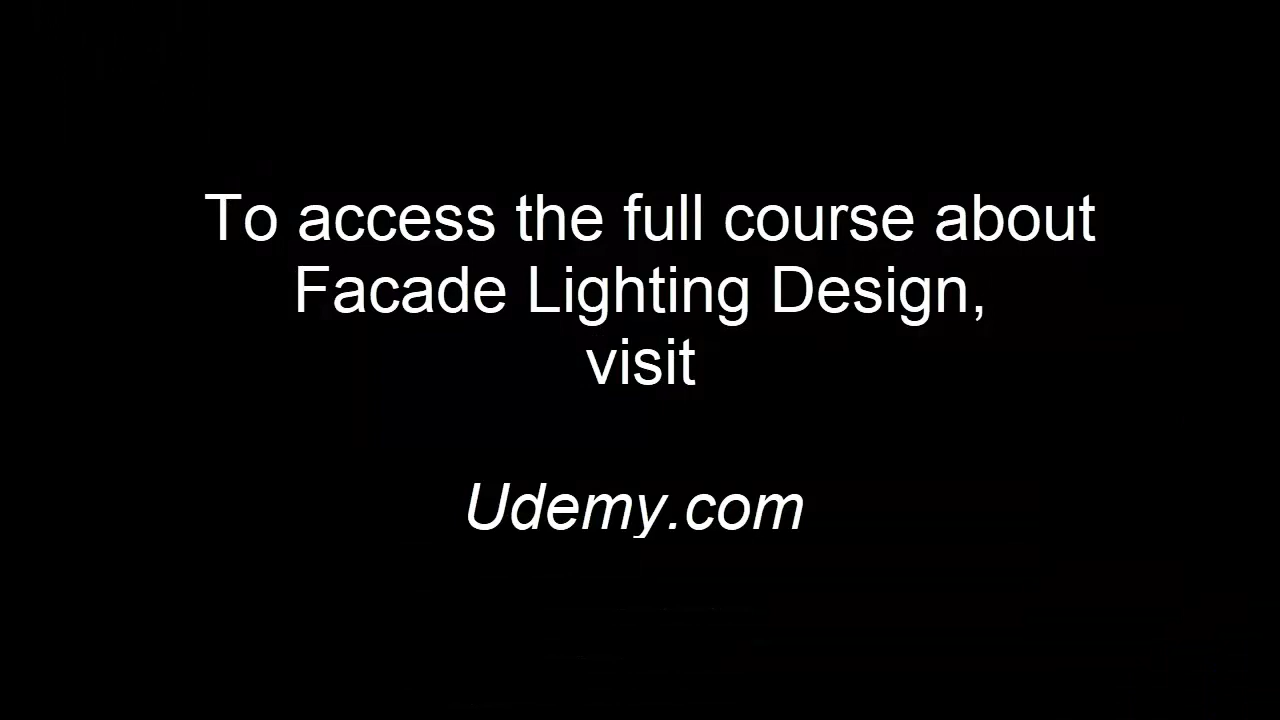 To access the full course about
Facade Lighting Design,
visit
Udemy.com